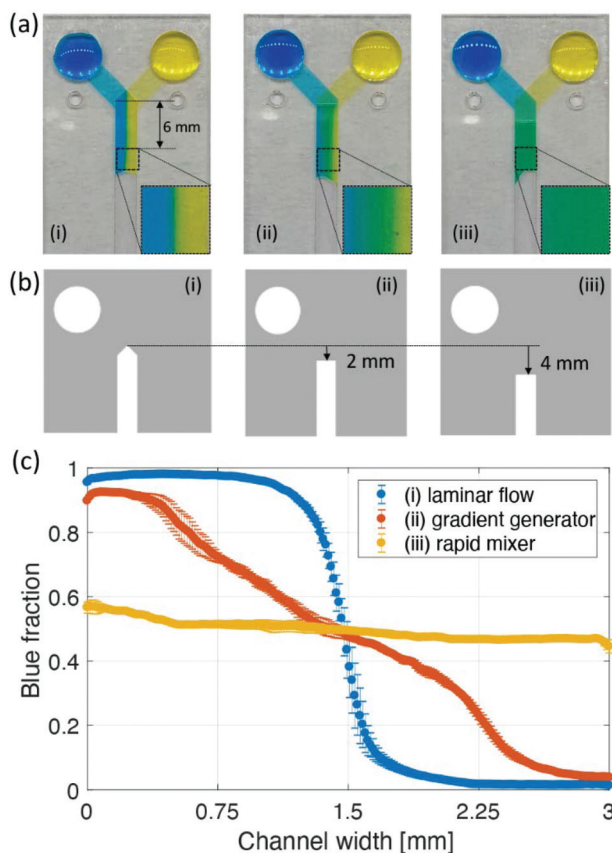 (a)
6 mm
(i)
(ii)
(iii)
(b)
(i)
(ii)
(iii)
2 mm
4 mm
(c)
1
0.8
0.6
0.4
0.2
0
Blue fraction
(i) laminar flow
(ii) gradient generator
(iii) rapid mixer
0
0.75
1.5
2.25
3
Channel width [mm]